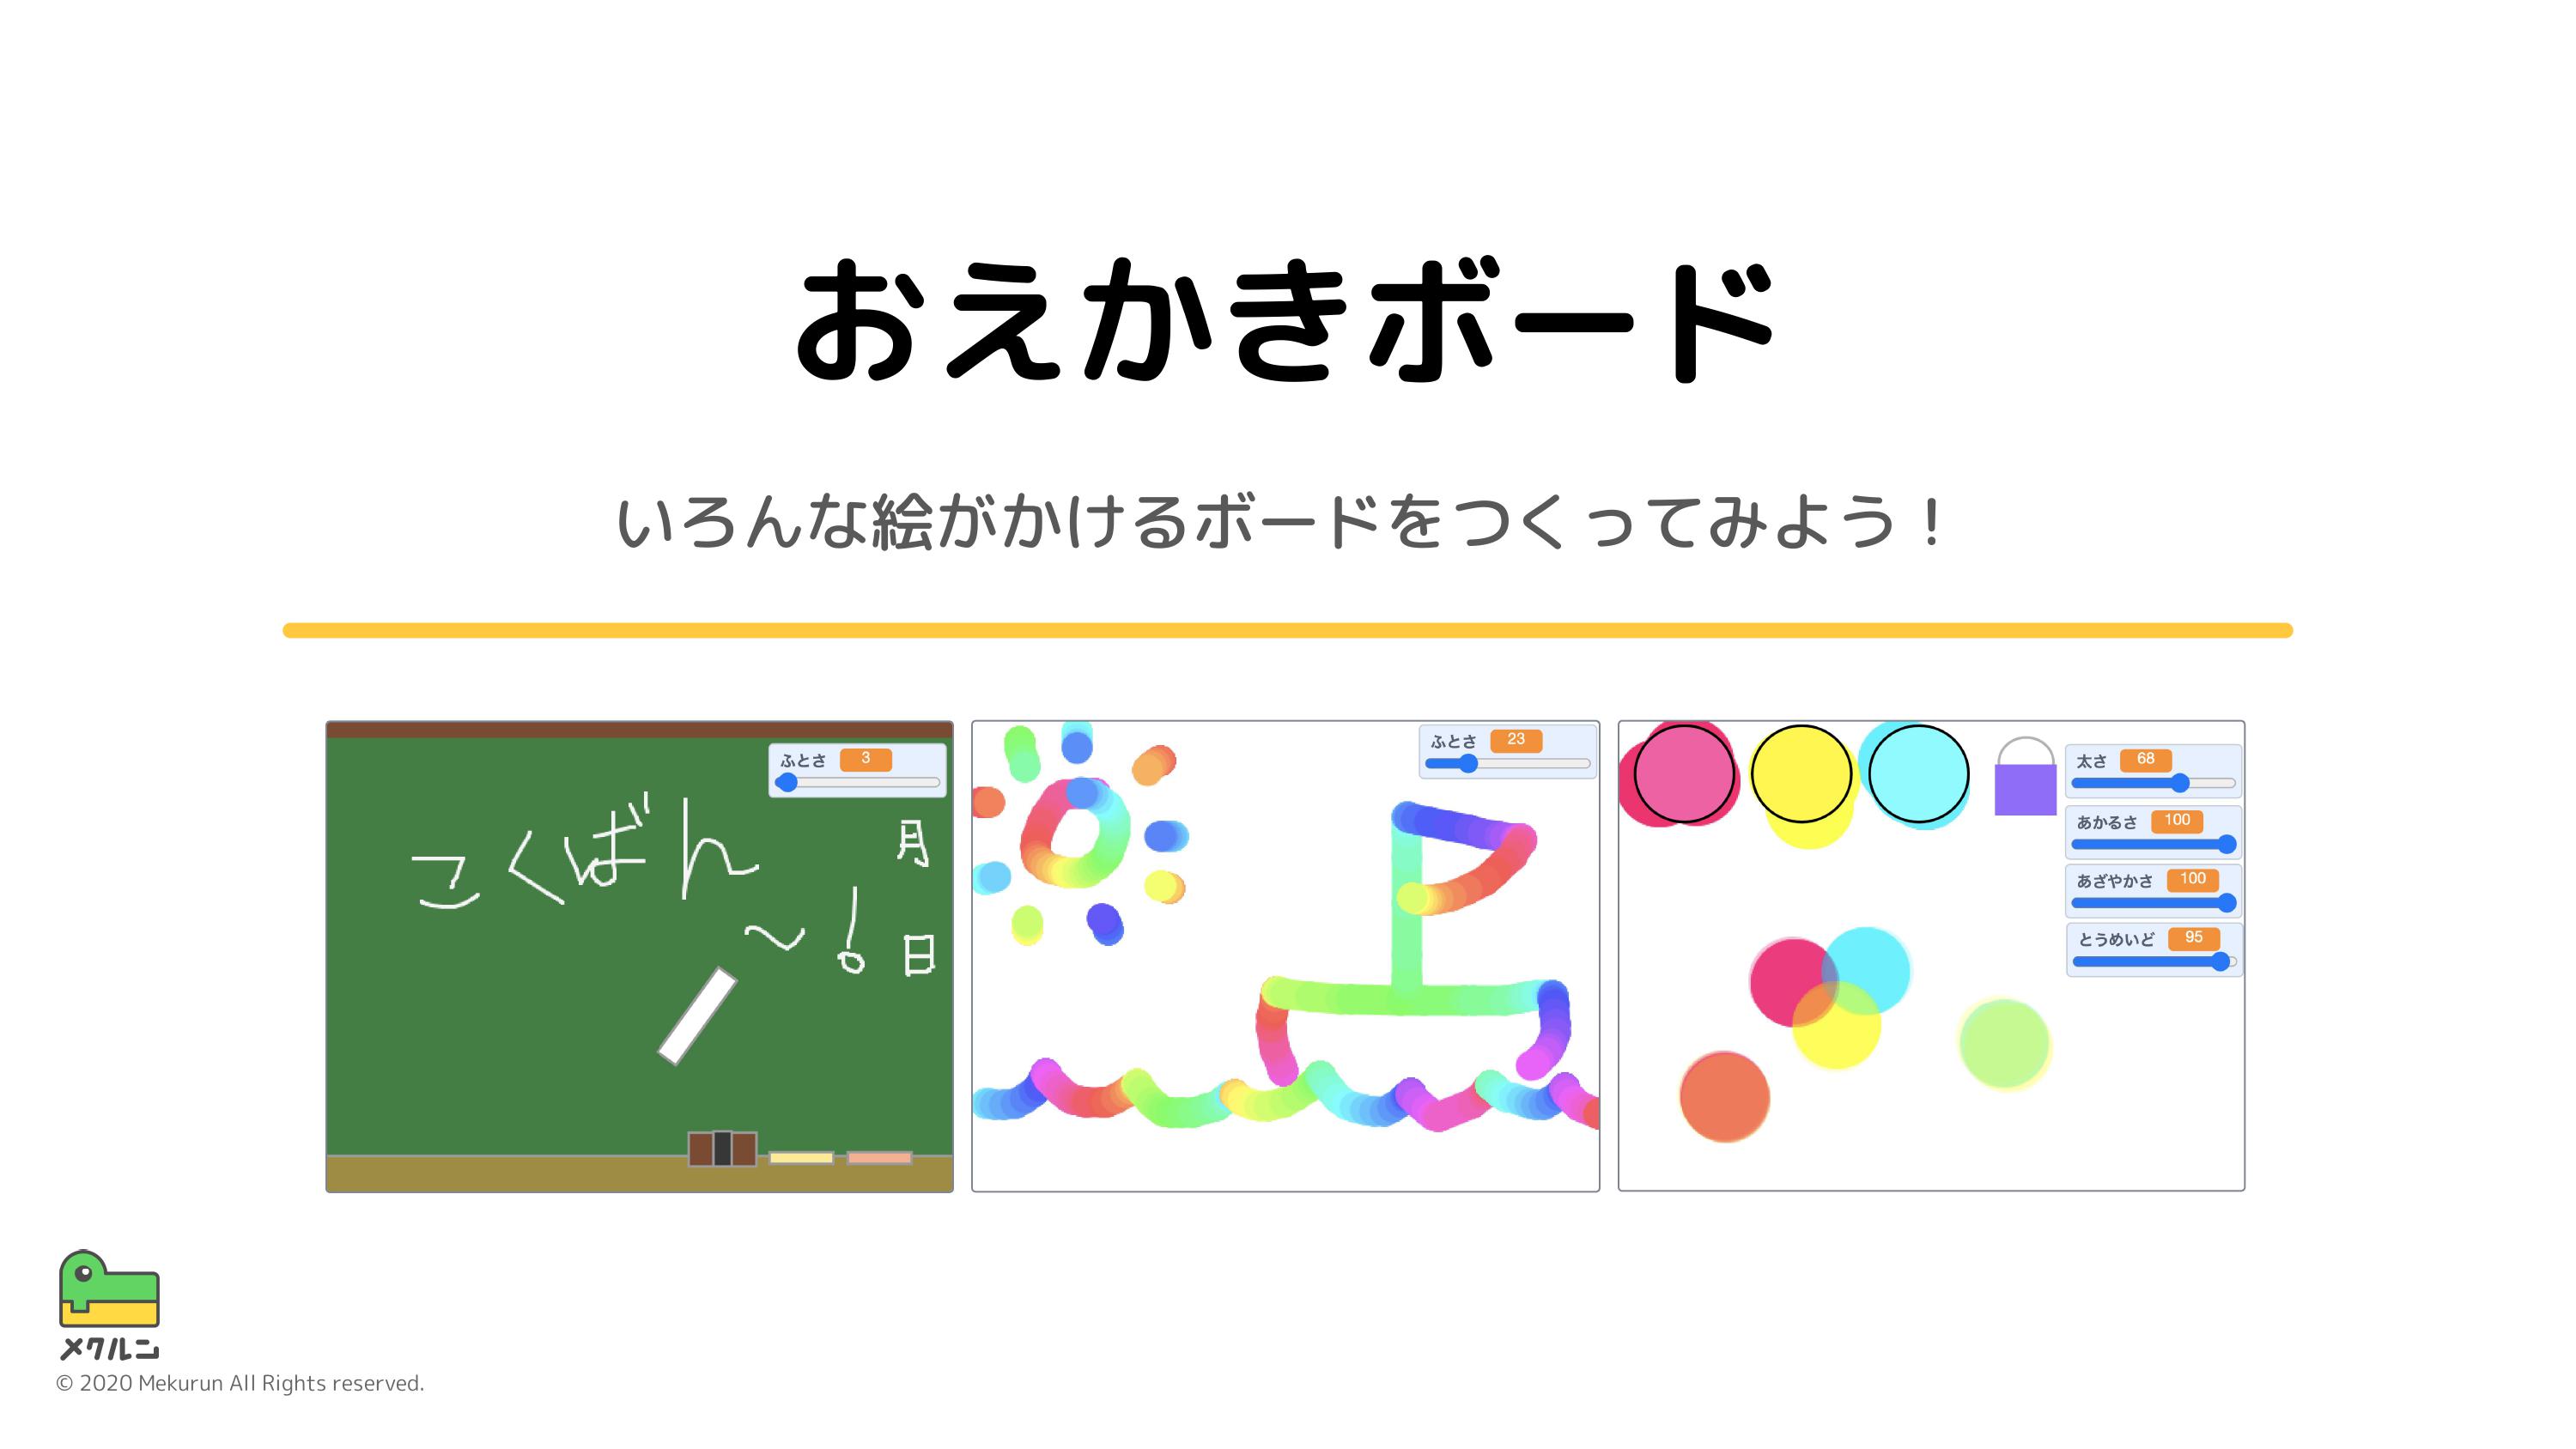 おえかきボード
いろんな絵がかけるボードをつくってみよう！
ふとさ 3
こくばん
～！
月
日
ふとさ 23
太さ 68
あかるさ 100
あざやかさ 100
とうめいど 95
メクルン
© 2020 Mekurun All Rights reserved.